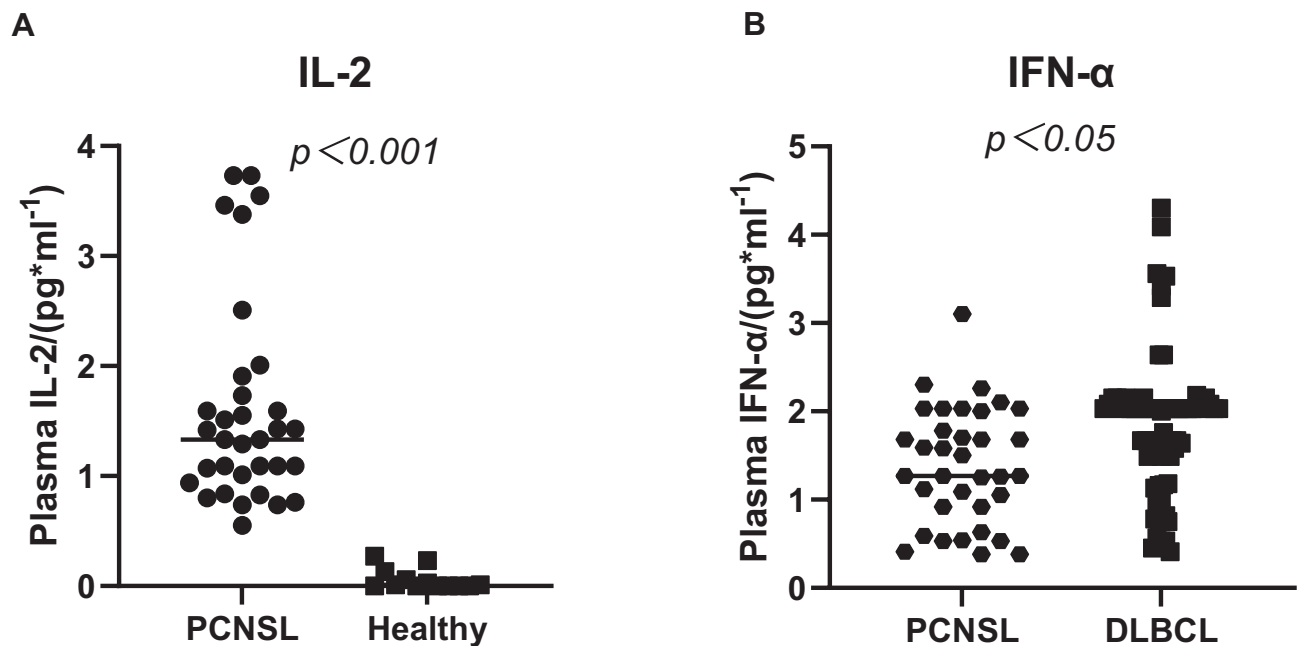 A
IL-2
p<0.001
Plasma IL-2/(pg*ml⁻¹)
4
3
2
1
0
PCNSL Healthy
B
IFN-α
p<0.05
Plasma IFN-α/(pg*ml⁻¹)
5
4
3
2
1
0
PCNSL DLBCL